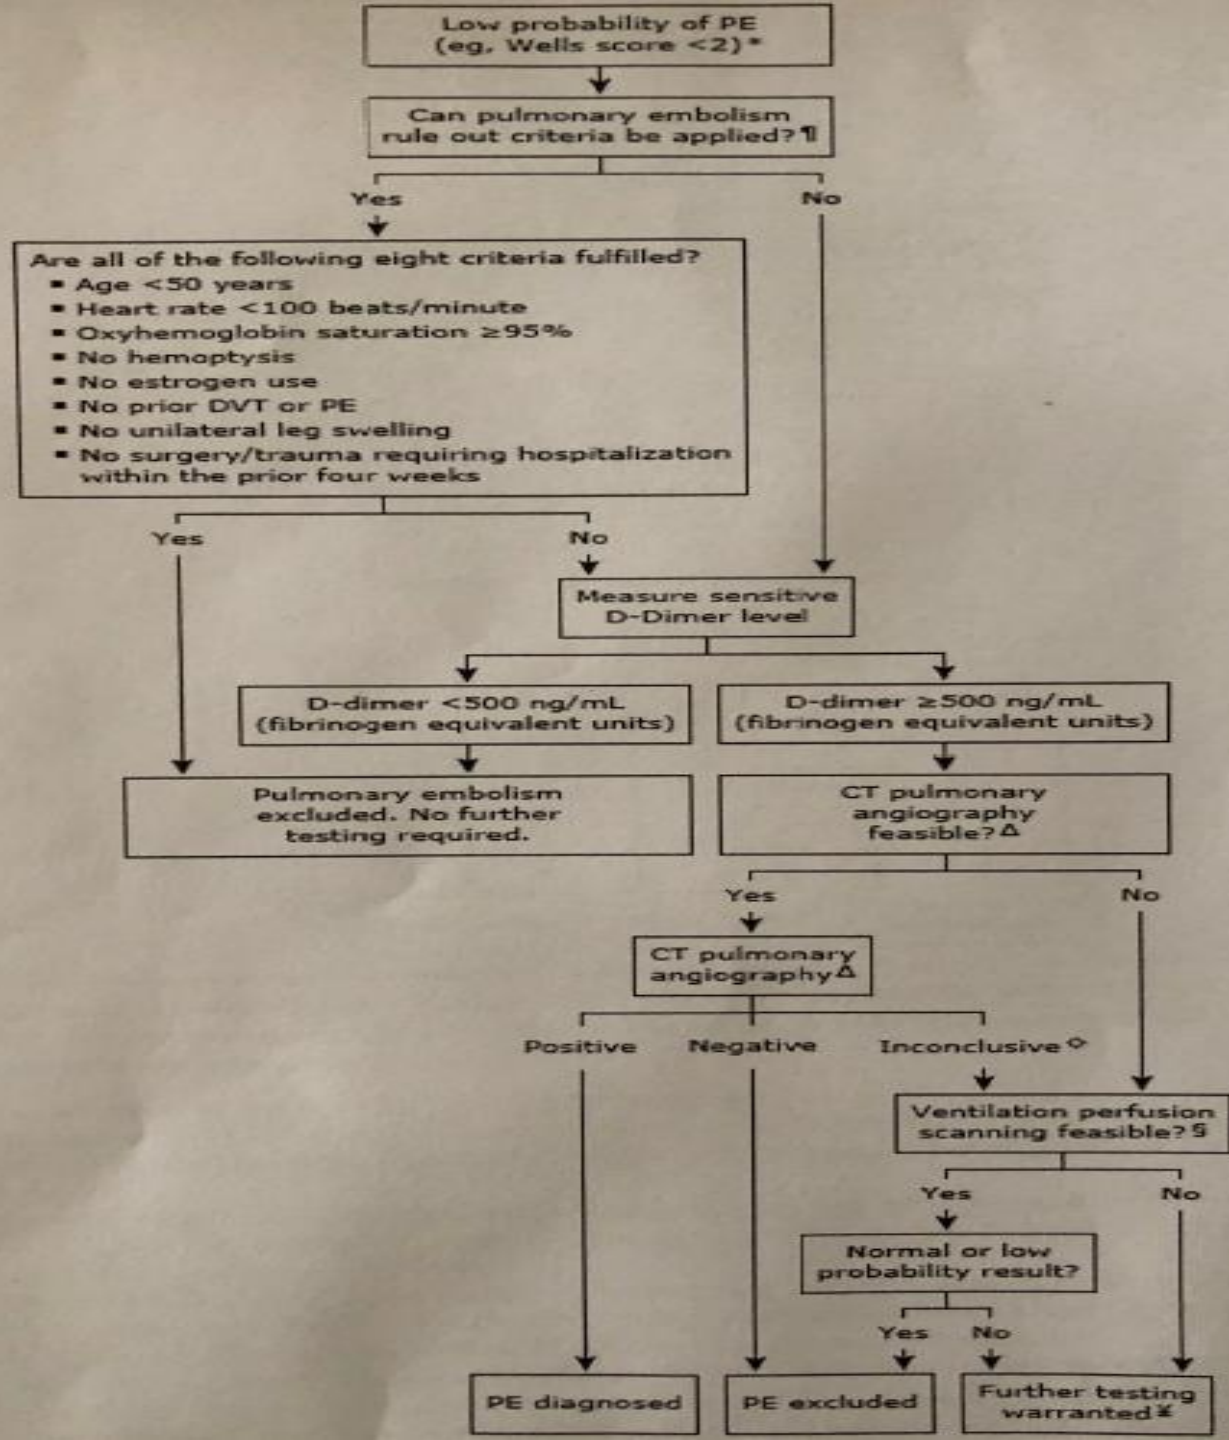 Low probability of PE
(eg, Wells score <2)*
Can pulmonary embolism
rule out criteria be applied?¶
Yes
No
Are all of the following eight criteria fulfilled?
▪ Age <50 years
▪ Heart rate <100 beats/minute
▪ Oxyhemoglobin saturation ≥95%
▪ No hemoptysis
▪ No estrogen use
▪ No prior DVT or PE
▪ No unilateral leg swelling
▪ No surgery/trauma requiring hospitalization
within the prior four weeks
Yes
No
Measure sensitive
D-Dimer level
D-dimer <500 ng/mL
(fibrinogen equivalent units)
D-dimer ≥500 ng/mL
(fibrinogen equivalent units)
Pulmonary embolism
excluded. No further
testing required.
CT pulmonary
angiography
feasible?Δ
Yes
No
CT pulmonary
angiographyΔ
Positive
Negative
Inconclusive◇
Ventilation perfusion
scanning feasible?§
Yes
No
Normal or low
probability result?
Yes
No
PE diagnosed
PE excluded
Further testing
warranted¥